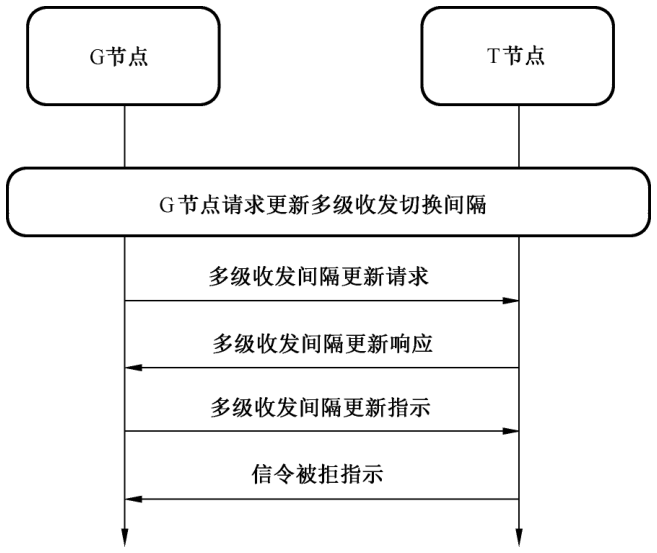 G节点
T节点
G节点请求更新多级收发切换间隔
多级收发间隔更新请求
多级收发间隔更新响应
多级收发间隔更新指示
信令被拒指示